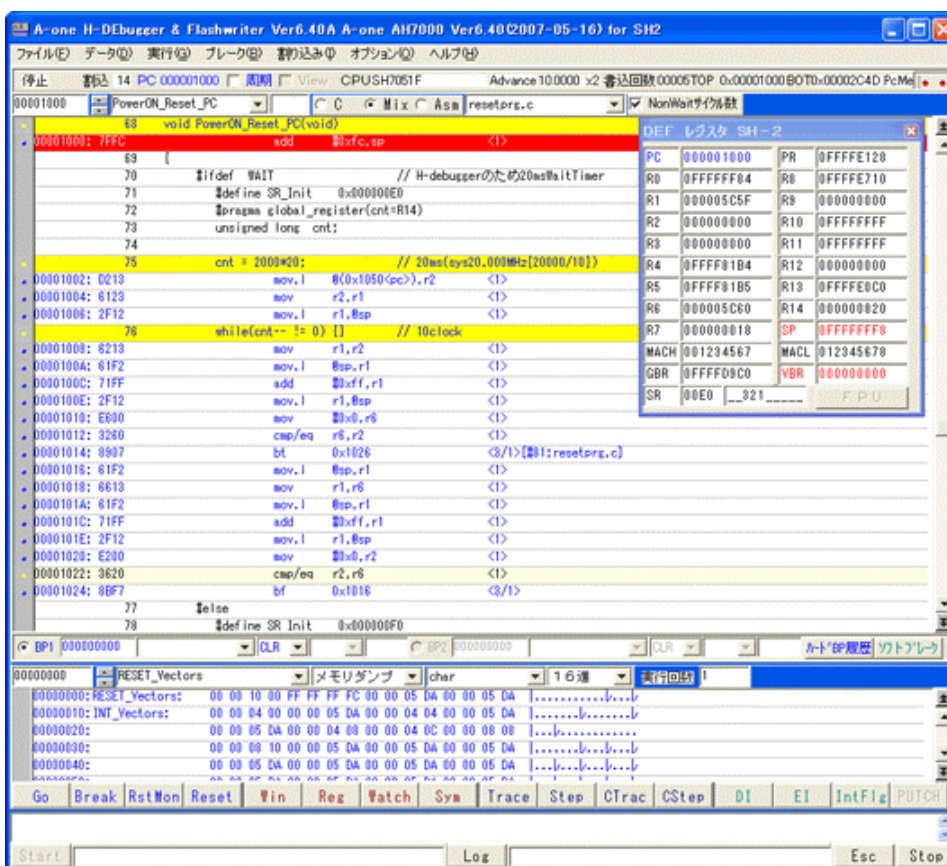 A-one H-DEbugger & Flashwriter Ver6.40A A-one AH7000 Ver6.40(2007-05-16) for SH2
ファイル(F) データ(D) 実行(G) ブレーク(B) 割り込み(I) オプション(O) ヘルプ(H)
停止 割込 14 PC 000001000 周期 View CPUSH7051F Advance 10.0000 x2 書込回数 00005TOP 0x00001000 BOT0x00002C4D PcMe
00001000 PowerON_Reset_PC C Mix Asm resetprg.c NonWaitサイクル数
68 void PowerON_Reset_PC(void)
00001000: 7FFC add #0xfc,sp <1>
69 {
70 #ifdef WAIT // H-debuggerのため20msWaitTimer
71 #define SR_Init 0x000000E0
72 #pragma global_register(cnt=R14)
73 unsigned long cnt;
74
75 cnt = 2000*20; // 20ms(sys20.000MHz[20000/10])
00001002: D213 mov.l @(0x1050<pc>),r2 <1>
00001004: 6123 mov r2,r1 <1>
00001006: 2F12 mov.l r1,@sp <1>
76 while(cnt-- != 0) {} // 10clock
00001008: 6213 mov r1,r2 <1>
0000100A: 61F2 mov.l @sp,r1 <1>
0000100C: 71FF add #0xff,r1 <1>
0000100E: 2F12 mov.l r1,@sp <1>
00001010: E600 mov #0x0,r6 <1>
00001012: 3260 cmp/eq r6,r2 <1>
00001014: 8907 bt 0x1026 <3/1>[#81:resetprg.c]
00001016: 61F2 mov.l @sp,r1 <1>
00001018: 6613 mov r1,r6 <1>
0000101A: 61F2 mov.l @sp,r1 <1>
0000101C: 71FF add #0xff,r1 <1>
0000101E: 2F12 mov.l r1,@sp <1>
00001020: E200 mov #0x0,r2 <1>
00001022: 3620 cmp/eq r2,r6 <1>
00001024: 8BF7 bf 0x1016 <3/1>
77 #else
78 #define SR_Init 0x000000F0
DEF レジスタ SH-2
PC 000001000 PR 0FFFFE128
R0 0FFFFFF84 R8 0FFFFE710
R1 000005C5F R9 000000000
R2 000000000 R10 0FFFFFFFF
R3 000000000 R11 0FFFFFFFF
R4 0FFFF81B4 R12 000000000
R5 0FFFF81B5 R13 0FFFFE0C0
R6 000005C60 R14 000000820
R7 000000018 SP 0FFFFFFF8
MACH 001234567 MACL 012345678
GBR 0FFFFD9C0 VBR 000000000
SR 00E0 __321_____ FPU
BP1 000000000 CLR BP2 000000000 CLR ハードBP履歴 ソフトブレーク
00000000 RESET_Vectors メモリダンプ char 16進 実行回数 1
00000000:RESET_Vectors: 00 00 10 00 FF FF FF FC 00 00 05 DA 00 00 05 DA
00000010:INT_Vectors: 00 00 04 00 00 00 05 DA 00 00 04 04 00 00 05 DA
00000020: 00 00 05 DA 00 00 04 08 00 00 04 0C 00 00 08 08
00000030: 00 00 08 10 00 00 05 DA 00 00 05 DA 00 00 05 DA
00000040: 00 00 05 DA 00 00 05 DA 00 00 05 DA 00 00 05 DA
Go Break RstMon Reset Win Reg Watch Sym Trace Step CTrac CStep DI EI IntFlg PUTCH
Start Log Esc Stop